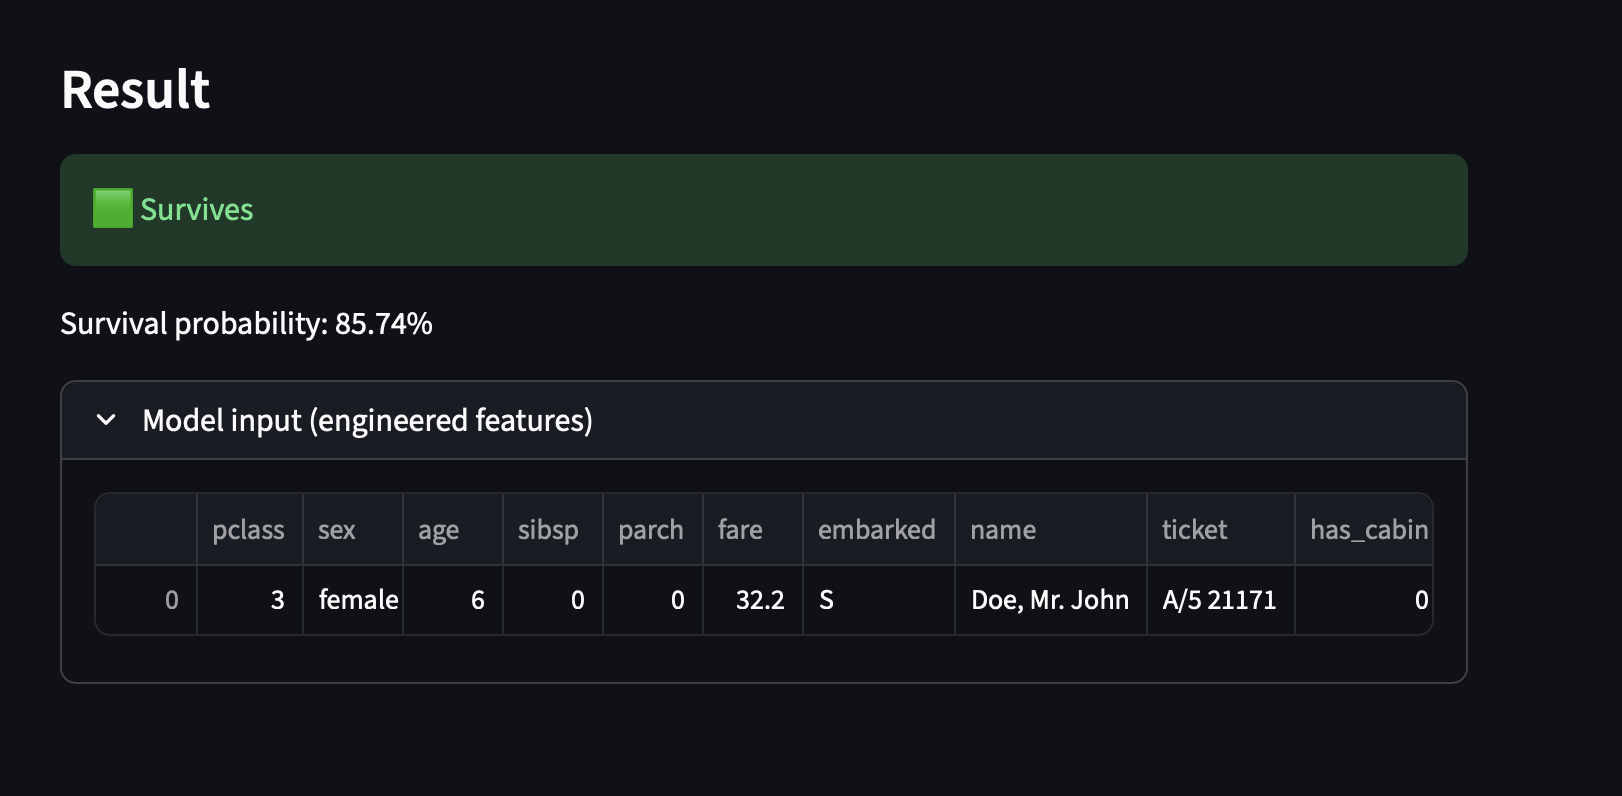 Result
Survives
Survival probability: 85.74%
Model input (engineered features)
pclass sex age sibsp parch fare embarked name ticket has_cabin
0 3 female 6 0 0 32.2 S Doe, Mr. John A/5 21171 0